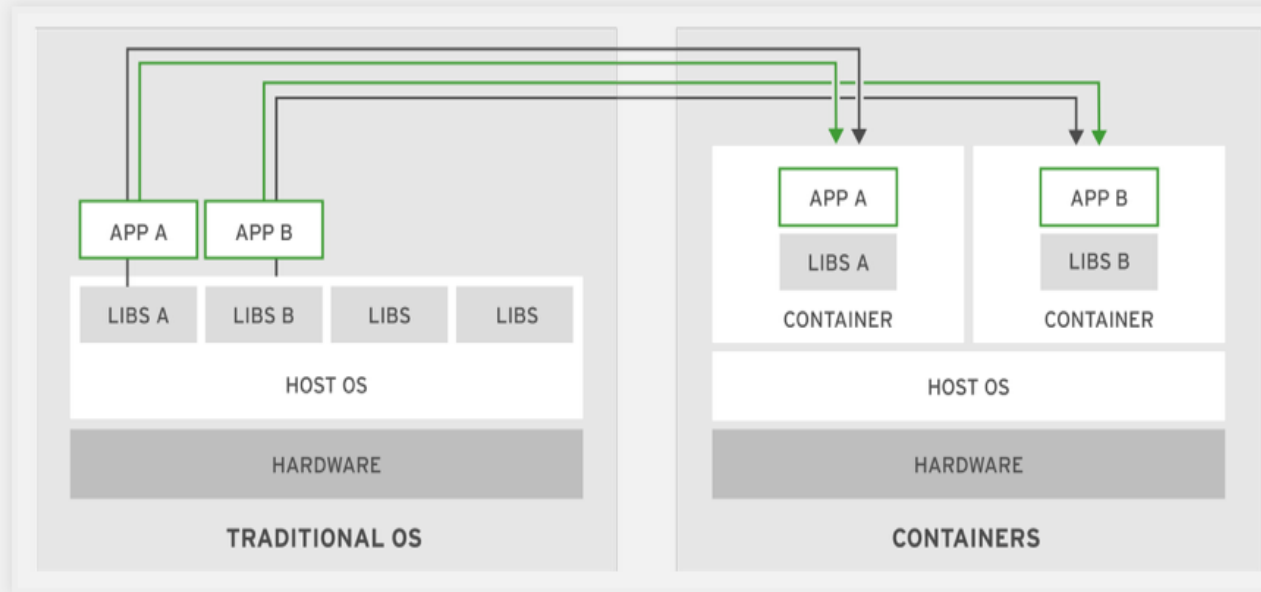 APP A
APP B
LIBS A
LIBS B
LIBS
LIBS
HOST OS
HARDWARE
TRADITIONAL OS
APP A
LIBS A
CONTAINER
APP B
LIBS B
CONTAINER
HOST OS
HARDWARE
CONTAINERS